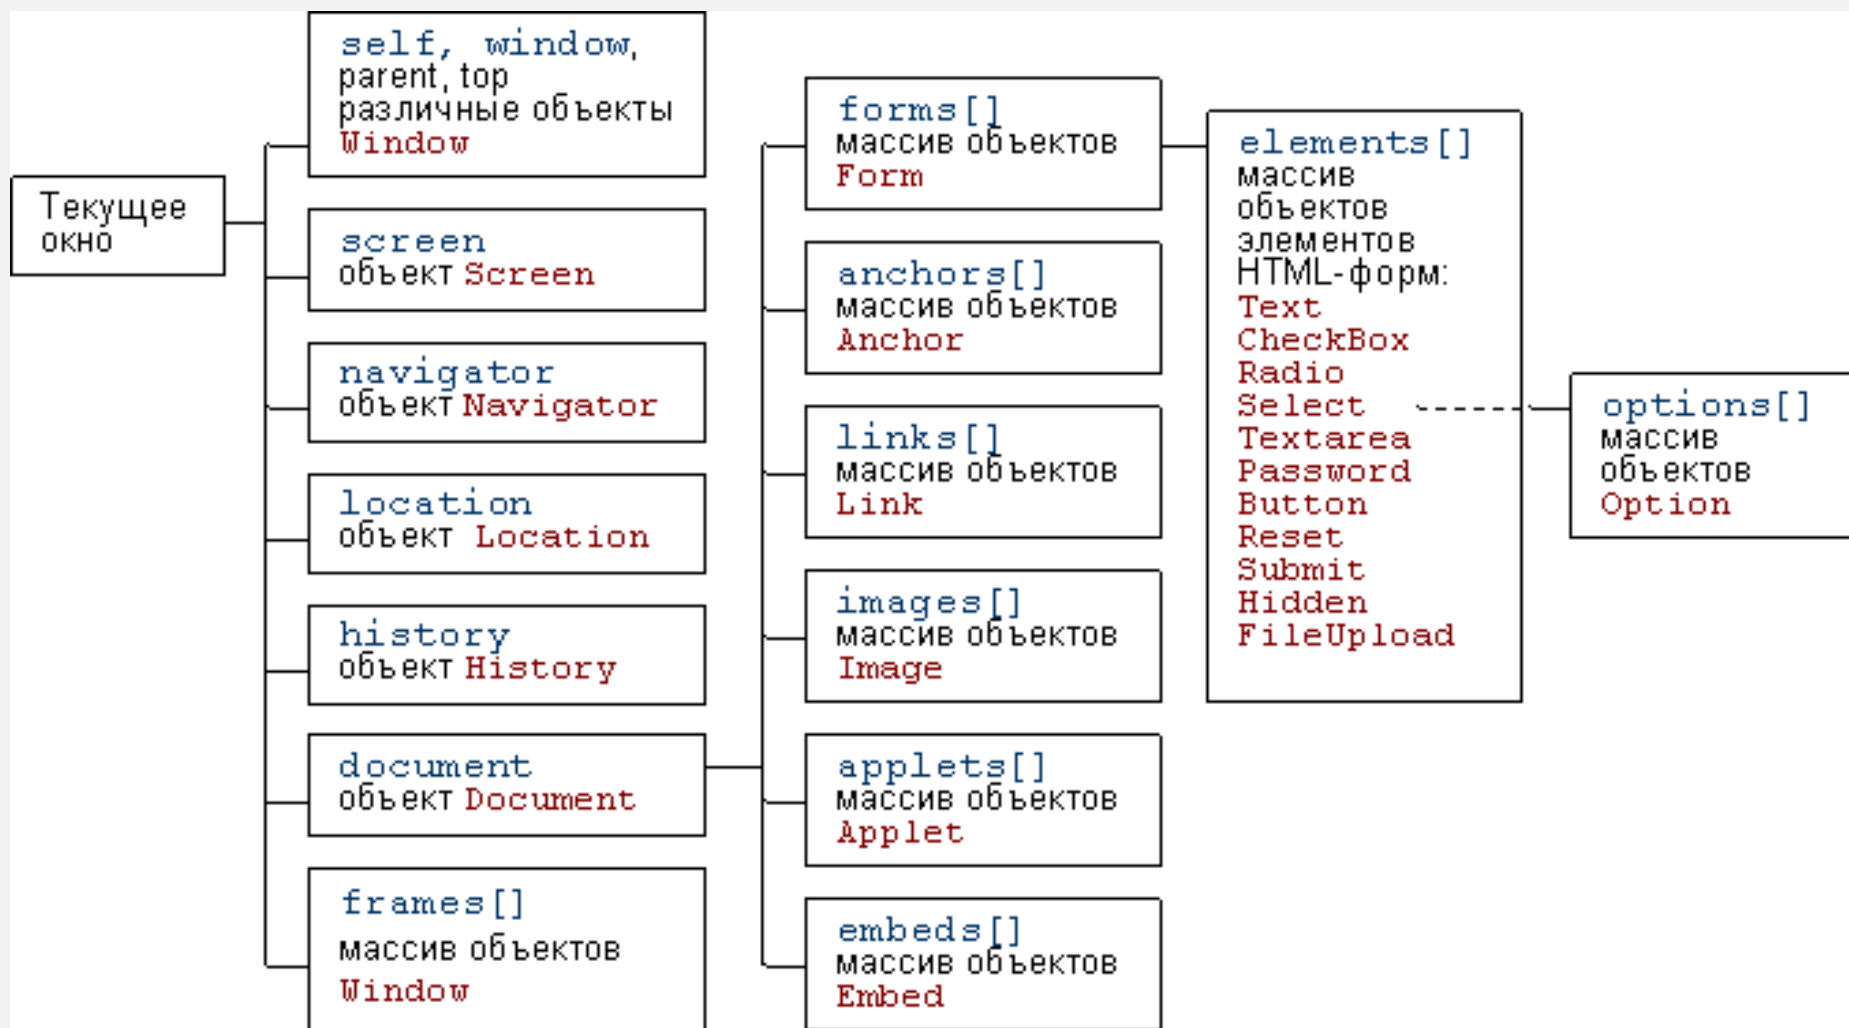 Текущее
окно
self, window,
parent, top
различные объекты
Window
screen
объект Screen
navigator
объект Navigator
location
объект Location
history
объект History
document
объект Document
frames[]
массив объектов
Window
forms[]
массив объектов
Form
anchors[]
массив объектов
Anchor
links[]
массив объектов
Link
images[]
массив объектов
Image
applets[]
массив объектов
Applet
embeds[]
массив объектов
Embed
elements[]
массив
объектов
элементов
HTML-форм:
Text
CheckBox
Radio
Select
Textarea
Password
Button
Reset
Submit
Hidden
FileUpload
options[]
массив
объектов
Option